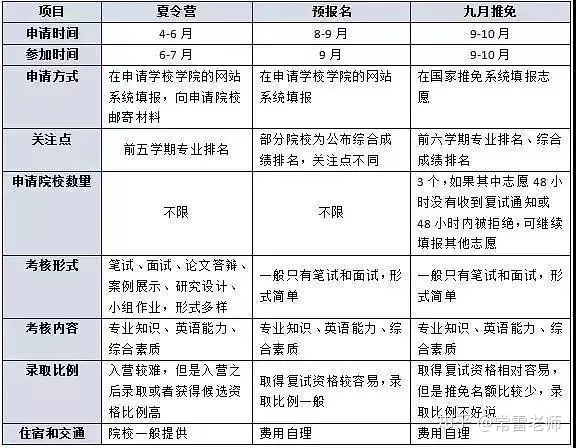 项目 夏令营 预报名 九月推免
申请时间 4-6 月 8-9 月 9-10 月
参加时间 6-7 月 9 月 9-10 月
申请方式 在申请学校学院的网站系统填报，向申请院校邮寄材料 在申请学校学院的网站系统填报 在国家推免系统填报志愿
关注点 前五学期专业排名 部分院校为公布综合成绩排名，关注点不同 前六学期专业排名、综合成绩排名
申请院校数量 不限 不限 3 个，如果其中志愿 48 小时没有收到复试通知或 48 小时内被拒绝，可继续填报其他志愿
考核形式 笔试、面试、论文答辩、案例展示、研究设计、小组作业，形式多样 一般只有笔试和面试，形式简单 一般只有笔试和面试，形式简单
考核内容 专业知识、英语能力、综合素质 专业知识、英语能力、综合素质 专业知识、英语能力、综合素质
录取比例 入营较难，但是入营之后录取或者获得候选资格比例高 取得复试资格较容易，录取比例一般 取得复试资格相对容易，但是推免名额比较少，录取比例不好说
住宿和交通 院校一般提供 费用自理 费用自理
知乎 @常雷老师